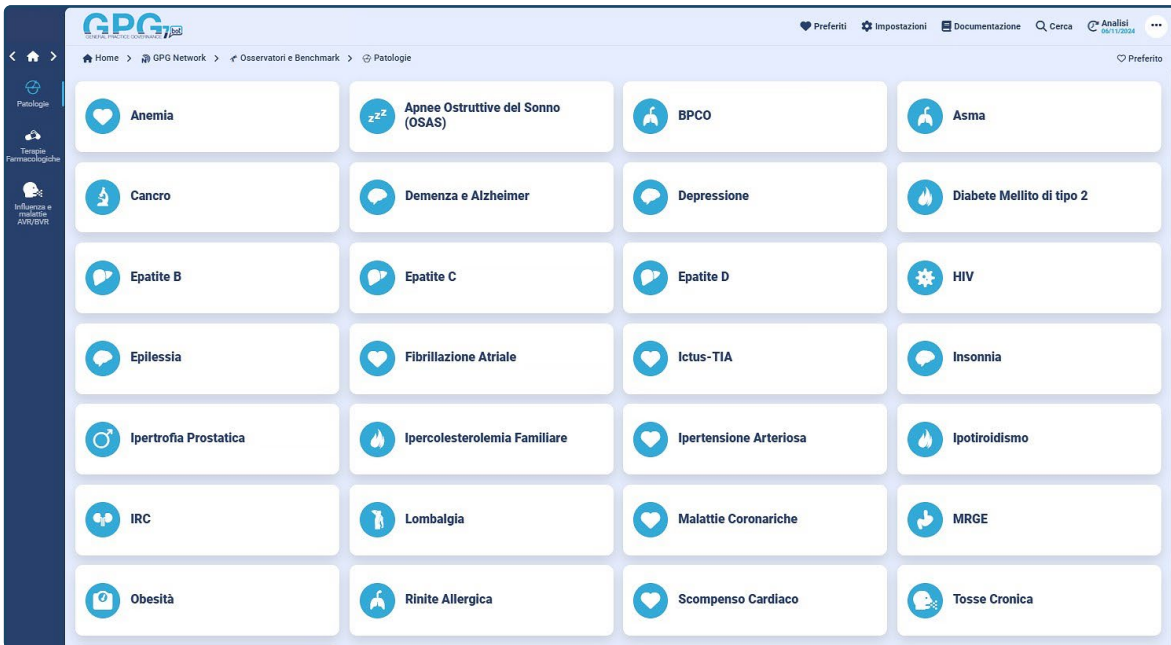 GPG
GENERAL PRACTICE GOVERNANCE 7bot
Preferiti
Impostazioni
Documentazione
Cerca
Analisi
06/11/2024
Home > GPG Network > Osservatori e Benchmark > Patologie
Preferito
Patologie
Terapie
Farmacologiche
Influenza e
malattie
AVR/BVR
Anemia
Apnee Ostruttive del Sonno
(OSAS)
BPCO
Asma
Cancro
Demenza e Alzheimer
Depressione
Diabete Mellito di tipo 2
Epatite B
Epatite C
Epatite D
HIV
Epilessia
Fibrillazione Atriale
Ictus-TIA
Insonnia
Ipertrofia Prostatica
Ipercolesterolemia Familiare
Ipertensione Arteriosa
Ipotiroidismo
IRC
Lombalgia
Malattie Coronariche
MRGE
Obesità
Rinite Allergica
Scompenso Cardiaco
Tosse Cronica